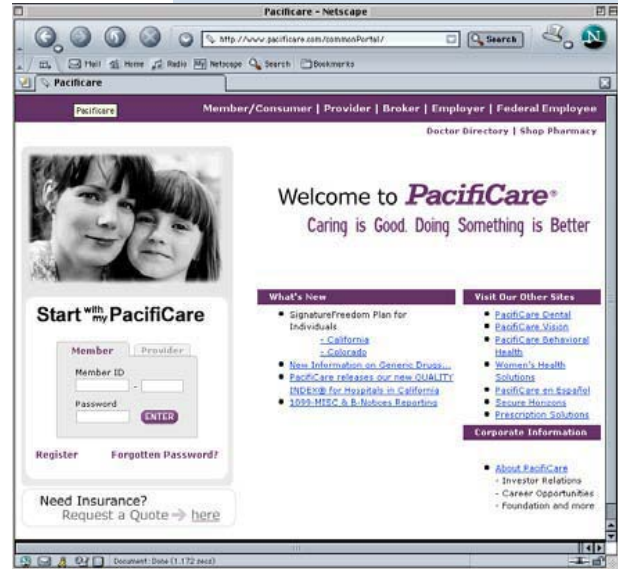 Pacificare - Netscape
http://www.pacificare.com/commonPortal/
Search
Mail Home Radio My Netscape Search Bookmarks
Pacificare
Pacificare
Member/Consumer | Provider | Broker | Employer | Federal Employee
Doctor Directory | Shop Pharmacy
Welcome to PacifiCare®
Caring is Good. Doing Something is Better
Start with my PacifiCare
Member Provider
Member ID
-
Password
ENTER
Register Forgotten Password?
Need Insurance?
Request a Quote → here
What's New
• SignatureFreedom Plan for
Individuals
- California
- Colorado
• New Information on Generic Drugs...
• PacifiCare releases our new QUALITY
INDEX® for Hospitals in California
• 1099-MISC & B-Notices Reporting
Visit Our Other Sites
• PacifiCare Dental
• PacifiCare Vision
• PacifiCare Behavioral
Health
• Women's Health
Solutions
• PacifiCare en Español
• Secure Horizons
• Prescription Solutions
Corporate Information
• About PacifiCare
- Investor Relations
- Career Opportunities
- Foundation and more
Document: Done (1.172 secs)